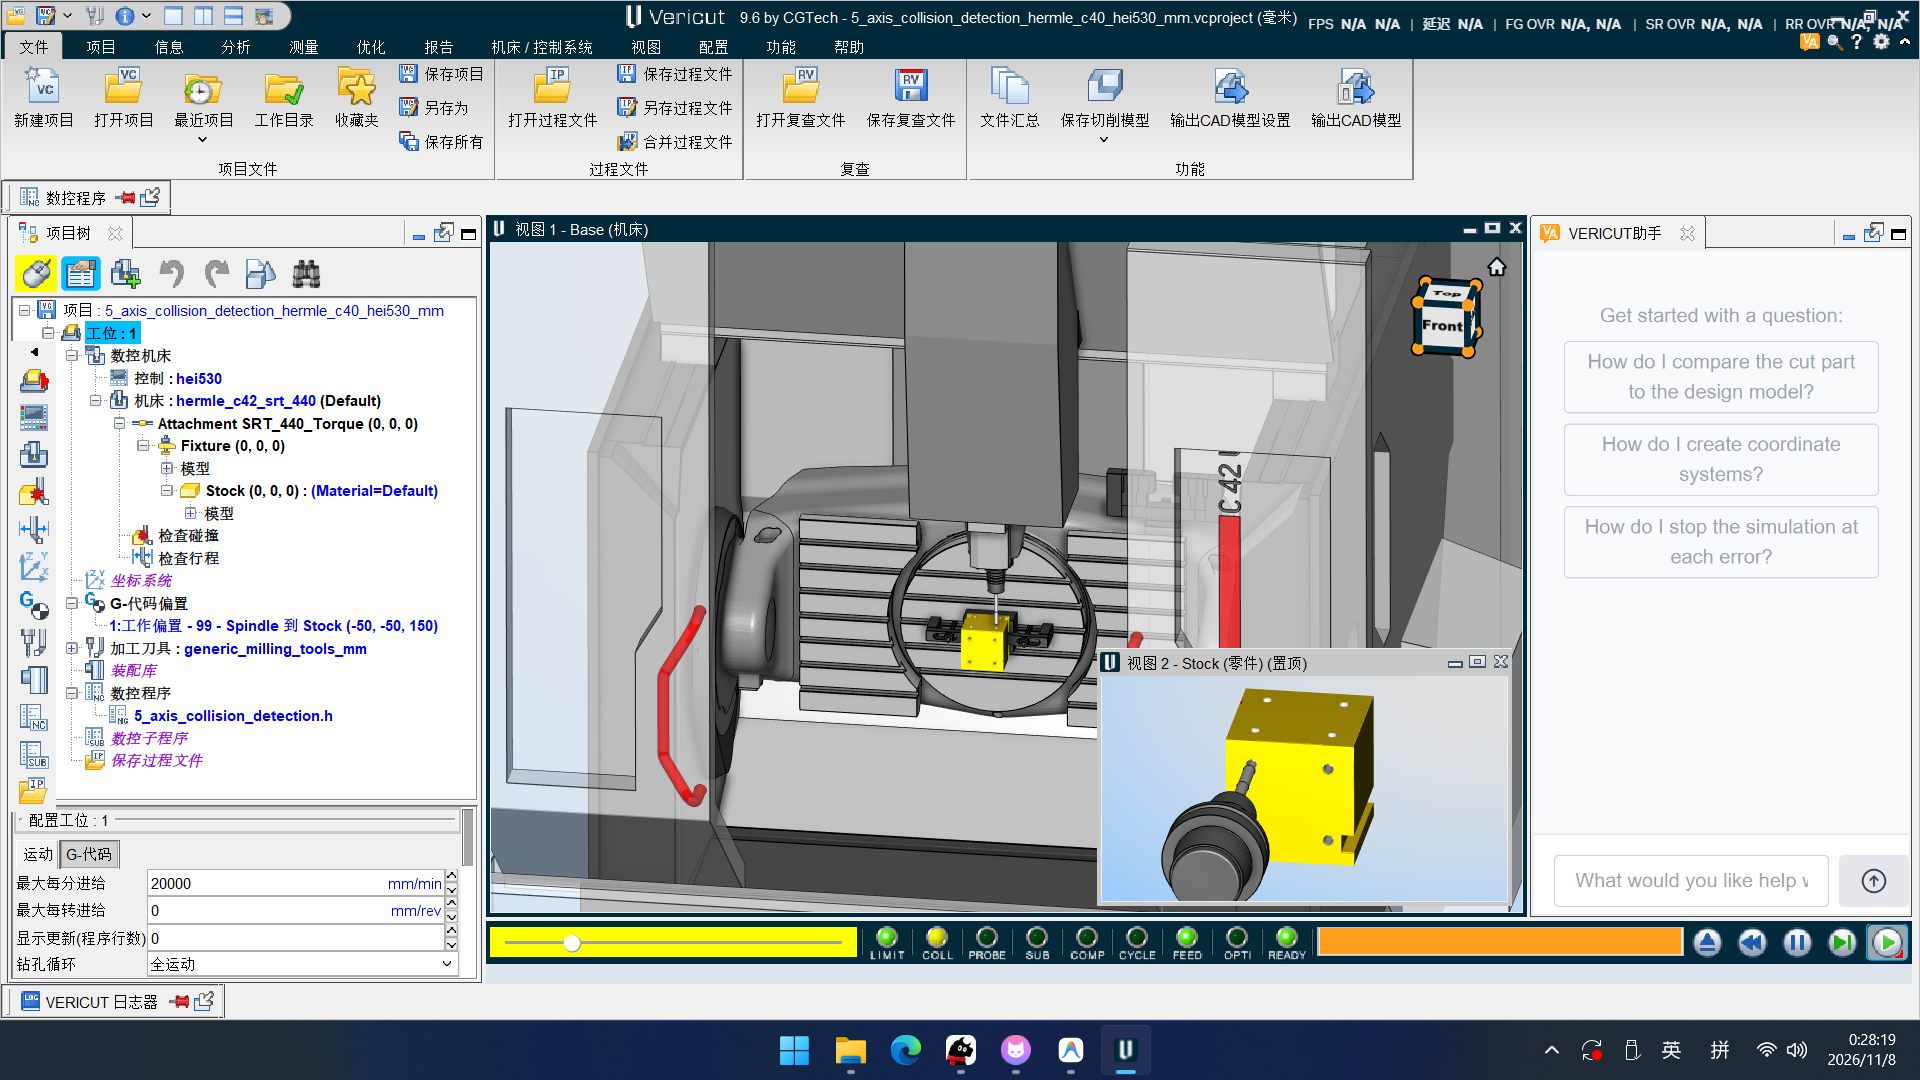 Vericut 9.6 by CGTech - 5_axis_collision_detection_hermle_c40_hei530_mm.vcproject (毫米)
FPS N/A N/A | 延迟 N/A | FG OVR N/A, N/A | SR OVR N/A, N/A | RR OVR N/A, N/A
文件 项目 信息 分析 测量 优化 报告 机床 / 控制系统 视图 配置 功能 帮助
新建项目 打开项目 最近项目 工作目录 收藏夹
保存项目
另存为
保存所有
项目文件
打开过程文件
保存过程文件
另存过程文件
合并过程文件
过程文件
打开复查文件 保存复查文件
复查
文件汇总 保存切削模型 输出CAD模型设置 输出CAD模型
功能
数控程序
项目树
项目 : 5_axis_collision_detection_hermle_c40_hei530_mm
工位 : 1
数控机床
控制 : hei530
机床 : hermle_c42_srt_440 (Default)
Attachment SRT_440_Torque (0, 0, 0)
Fixture (0, 0, 0)
模型
Stock (0, 0, 0) : (Material=Default)
模型
检查碰撞
检查行程
坐标系统
G-代码偏置
1:工作偏置 - 99 - Spindle 到 Stock (-50, -50, 150)
加工刀具 : generic_milling_tools_mm
装配库
数控程序
5_axis_collision_detection.h
数控子程序
保存过程文件
配置工位 : 1
运动 G-代码
最大每分进给 20000 mm/min
最大每转进给 0 mm/rev
显示更新(程序行数) 0
钻孔循环 全运动
VERICUT 日志器
视图 1 - Base (机床)
Top
Front
C 42 U
视图 2 - Stock (零件) (置顶)
LIMIT COLL PROBE SUB COMP CYCLE FEED OPTI READY
VERICUT助手
Get started with a question:
How do I compare the cut part
to the design model?
How do I create coordinate
systems?
How do I stop the simulation at
each error?
What would you like help v
英 拼
0:28:19
2026/11/8